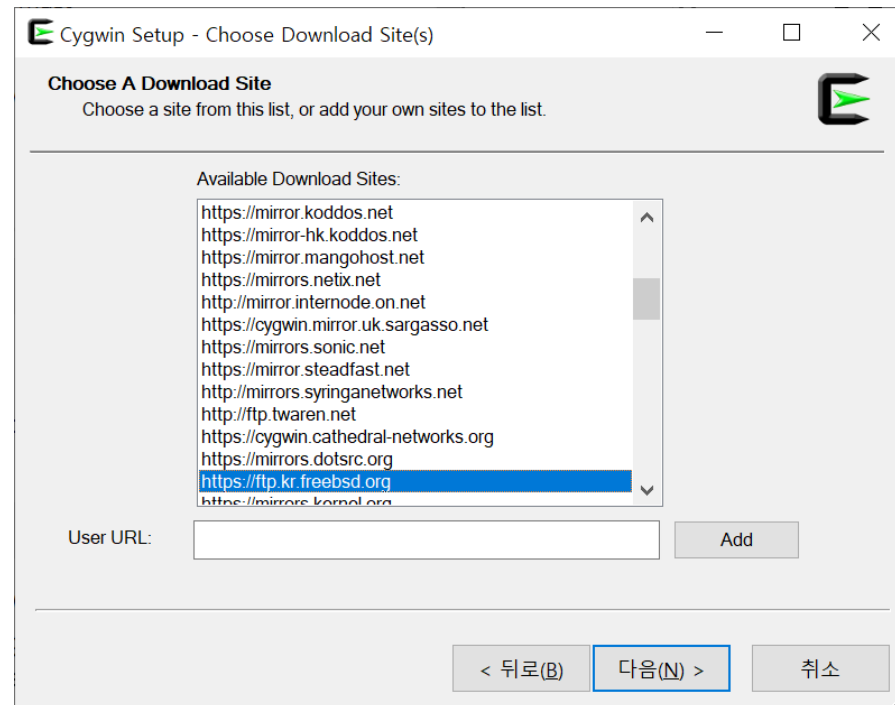 Cygwin Setup - Choose Download Site(s)
Choose A Download Site
Choose a site from this list, or add your own sites to the list.
Available Download Sites:
https://mirror.koddos.net
https://mirror-hk.koddos.net
https://mirror.mangohost.net
https://mirrors.netix.net
http://mirror.internode.on.net
https://cygwin.mirror.uk.sargasso.net
https://mirrors.sonic.net
https://mirror.steadfast.net
http://mirrors.syringanetworks.net
http://ftp.twaren.net
https://cygwin.cathedral-networks.org
https://mirrors.dotsrc.org
https://ftp.kr.freebsd.org
https://mirrors.kernel.org
User URL:
Add
< 뒤로(B)
다음(N) >
취소